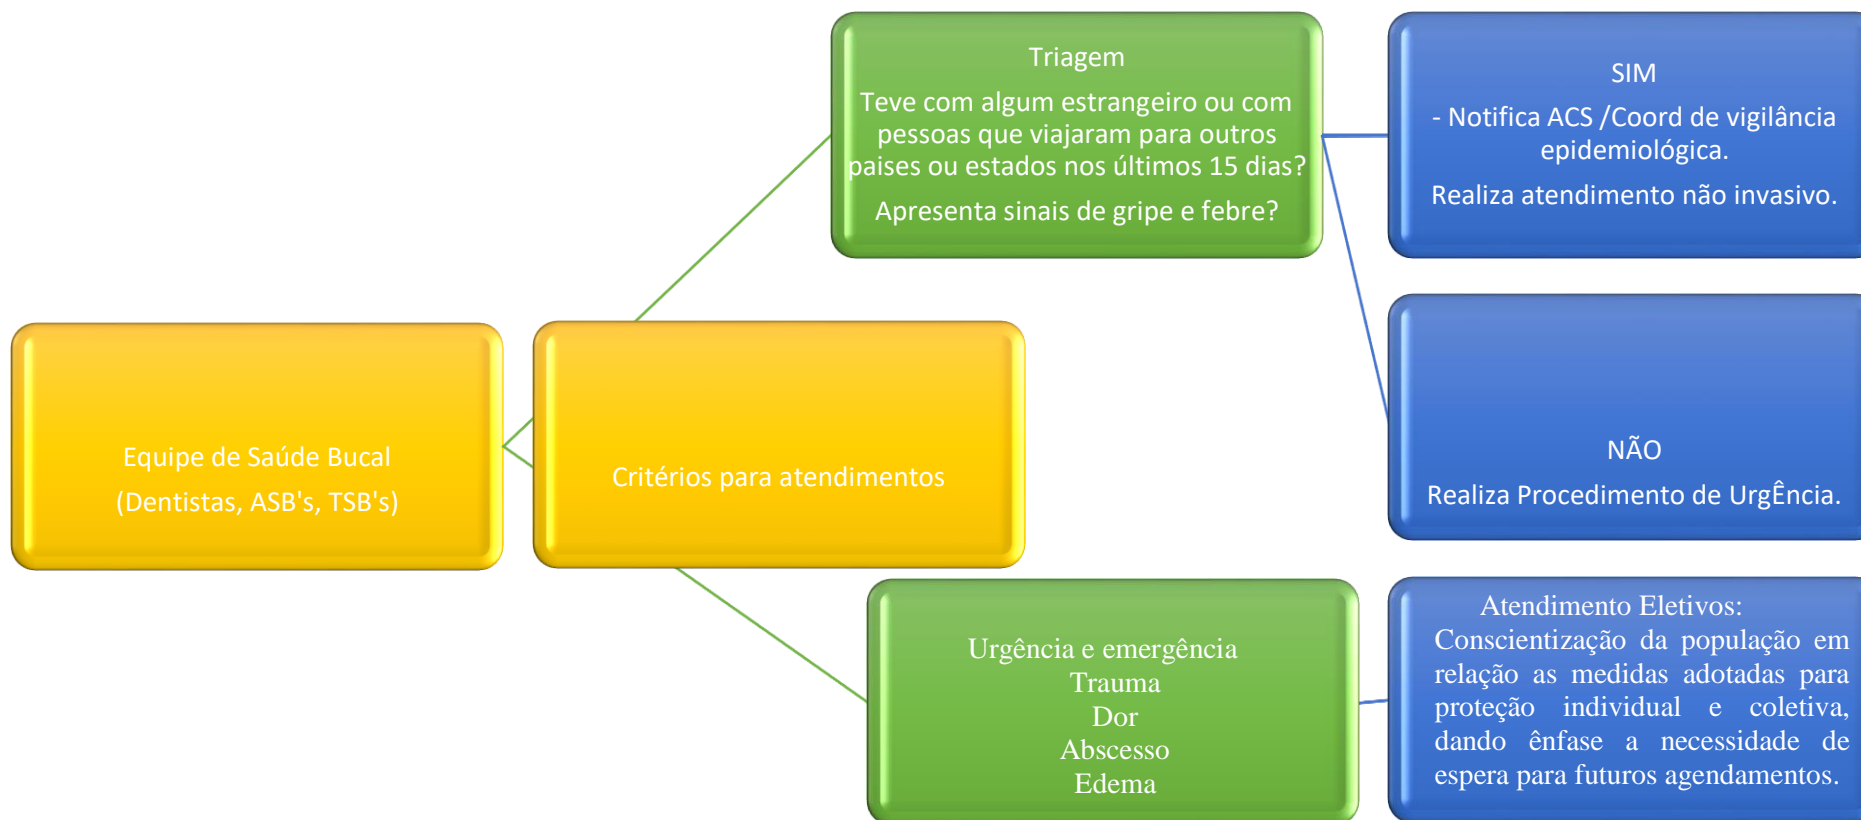 Equipe de Saúde Bucal
(Dentistas, ASB's, TSB's)
Critérios para atendimentos
Triagem
Teve com algum estrangeiro ou com
pessoas que viajaram para outros
paises ou estados nos últimos 15 dias?
Apresenta sinais de gripe e febre?
SIM
- Notifica ACS /Coord de vigilância
epidemiológica.
Realiza atendimento não invasivo.
NÃO
Realiza Procedimento de UrgÊncia.
Urgência e emergência
Trauma
Dor
Abscesso
Edema
Atendimento Eletivos:
Conscientização da população em
relação as medidas adotadas para
proteção individual e coletiva,
dando ênfase a necessidade de
espera para futuros agendamentos.